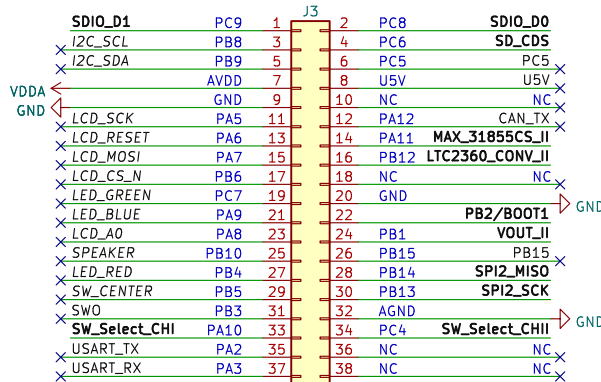 J3
SDIO_D1 PC9 1 2 PC8 SDIO_D0
I2C_SCL PB8 3 4 PC6 SD_CDS
I2C_SDA PB9 5 6 PC5 PC5
VDDA AVDD 7 8 U5V U5V
GND GND 9 10 NC NC
LCD_SCK PA5 11 12 PA12 CAN_TX
LCD_RESET PA6 13 14 PA11 MAX_31855CS_II
LCD_MOSI PA7 15 16 PB12 LTC2360_CONV_II
LCD_CS_N PB6 17 18 NC NC
LED_GREEN PC7 19 20 GND GND
LED_BLUE PA9 21 22 PB2/BOOT1
LCD_A0 PA8 23 24 PB1 VOUT_II
SPEAKER PB10 25 26 PB15 PB15
LED_RED PB4 27 28 PB14 SPI2_MISO
SW_CENTER PB5 29 30 PB13 SPI2_SCK
SWO PB3 31 32 AGND GND
SW_Select_CHI PA10 33 34 PC4 SW_Select_CHII
USART_TX PA2 35 36 NC NC
USART_RX PA3 37 38 NC NC